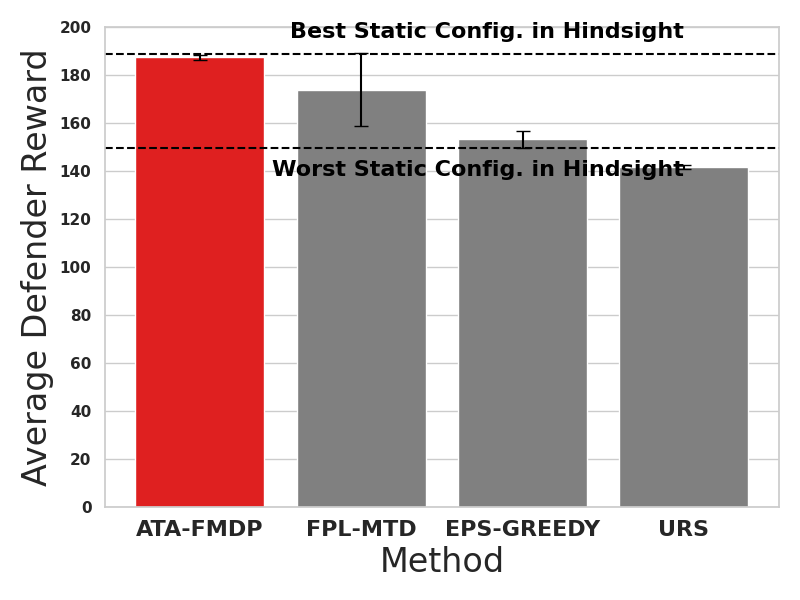 Best Static Config. in Hindsight
Worst Static Config. in Hindsight
Average Defender Reward
200
180
160
140
120
100
80
60
40
20
0
ATA-FMDP FPL-MTD EPS-GREEDY URS
Method